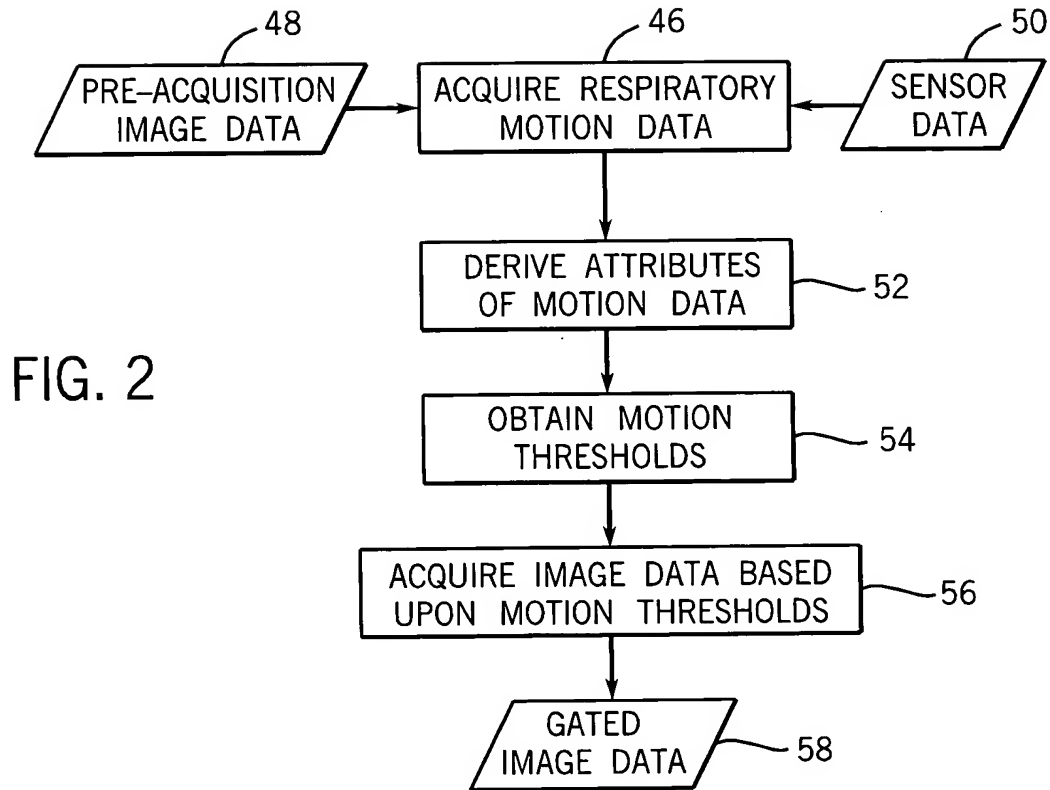 48
46
50
PRE-ACQUISITION
IMAGE DATA
ACQUIRE RESPIRATORY
MOTION DATA
SENSOR
DATA
DERIVE ATTRIBUTES
OF MOTION DATA
52
FIG. 2
OBTAIN MOTION
THRESHOLDS
54
ACQUIRE IMAGE DATA BASED
UPON MOTION THRESHOLDS
56
GATED
IMAGE DATA
58